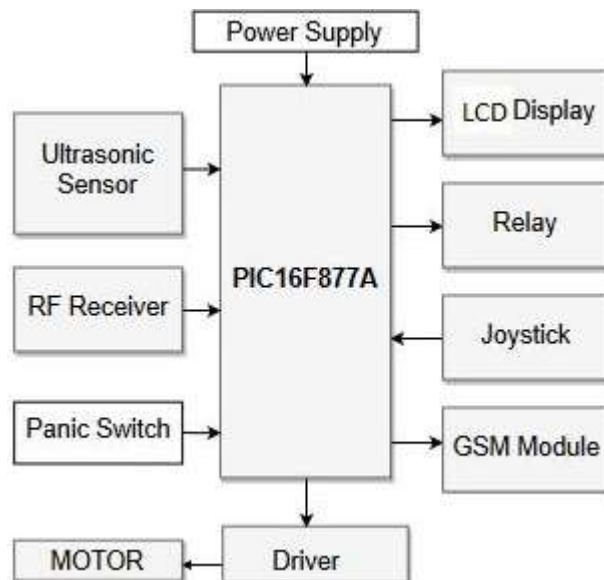 Power Supply
LCD Display
Ultrasonic
Sensor
Relay
PIC16F877A
RF Receiver
Joystick
Panic Switch
GSM Module
MOTOR
Driver